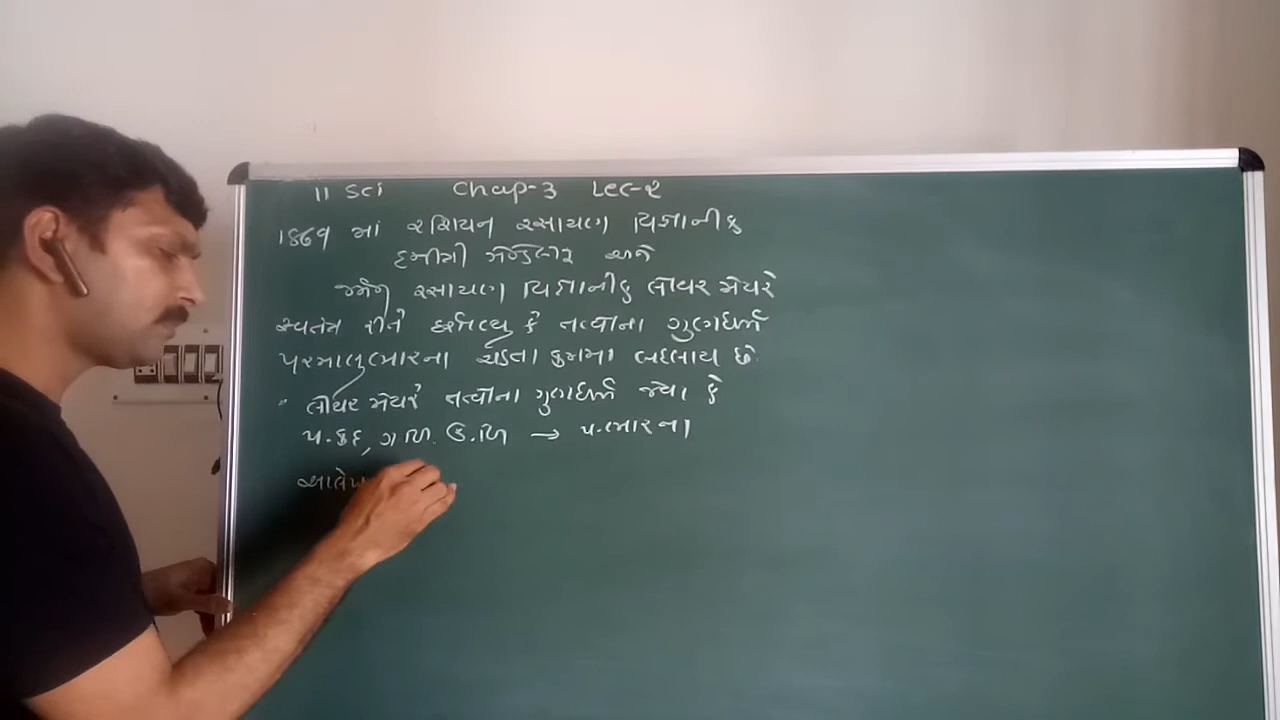 11 Sci Chap-3 Lec-2
1869 માં રશિયન રસાયણ વિજ્ઞાનીક
દમીત્રી મેન્ડેલીફ અને
જર્મન રસાયણ વિજ્ઞાનીક લોથર મેયરે
સ્વતંત્ર રીતે દર્શાવ્યુ કે તત્વોના ગુણધર્મ
પરમાણુભારના ચડતા ક્રમમા બદલાય છે.
" લોથર મેયરે તત્વોના ગુણધર્મ જેવા કે
પ.કદ, ગ.બિ. ઉ.બિ → પ.ભારના
આલેખ